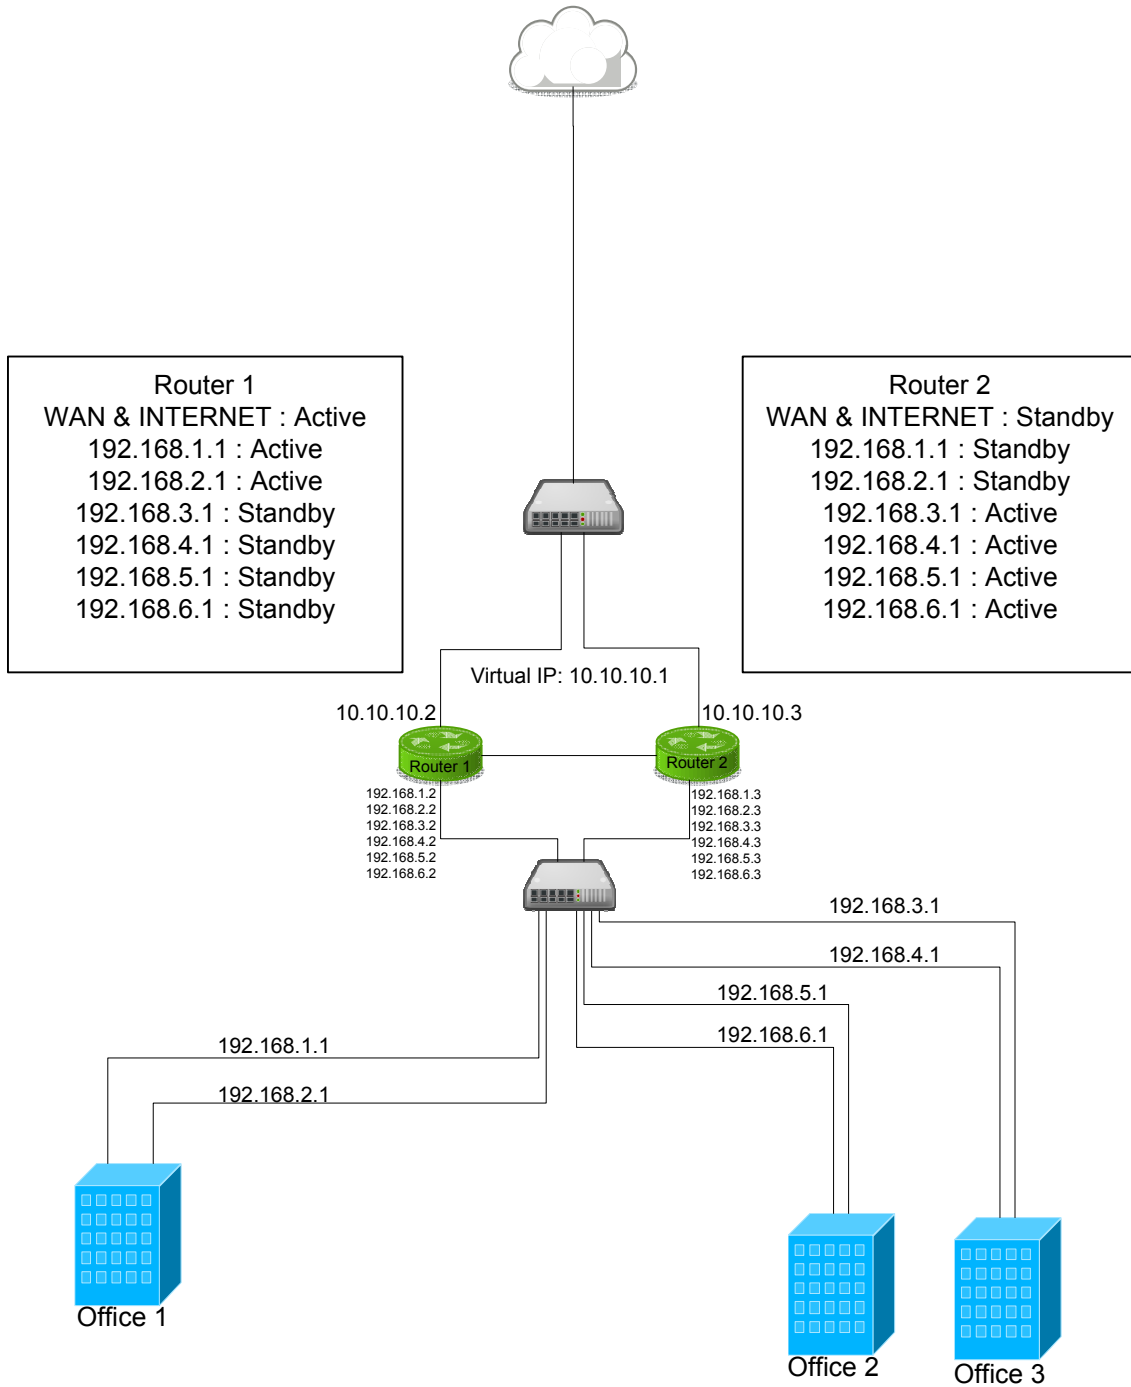 Router 1
WAN & INTERNET : Active
192.168.1.1 : Active
192.168.2.1 : Active
192.168.3.1 : Standby
192.168.4.1 : Standby
192.168.5.1 : Standby
192.168.6.1 : Standby
Router 2
WAN & INTERNET : Standby
192.168.1.1 : Standby
192.168.2.1 : Standby
192.168.3.1 : Active
192.168.4.1 : Active
192.168.5.1 : Active
192.168.6.1 : Active
Virtual IP: 10.10.10.1
10.10.10.2
10.10.10.3
Router 1
Router 2
192.168.1.2
192.168.2.2
192.168.3.2
192.168.4.2
192.168.5.2
192.168.6.2
192.168.1.3
192.168.2.3
192.168.3.3
192.168.4.3
192.168.5.3
192.168.6.3
192.168.3.1
192.168.4.1
192.168.5.1
192.168.6.1
192.168.1.1
192.168.2.1
Office 1
Office 2
Office 3